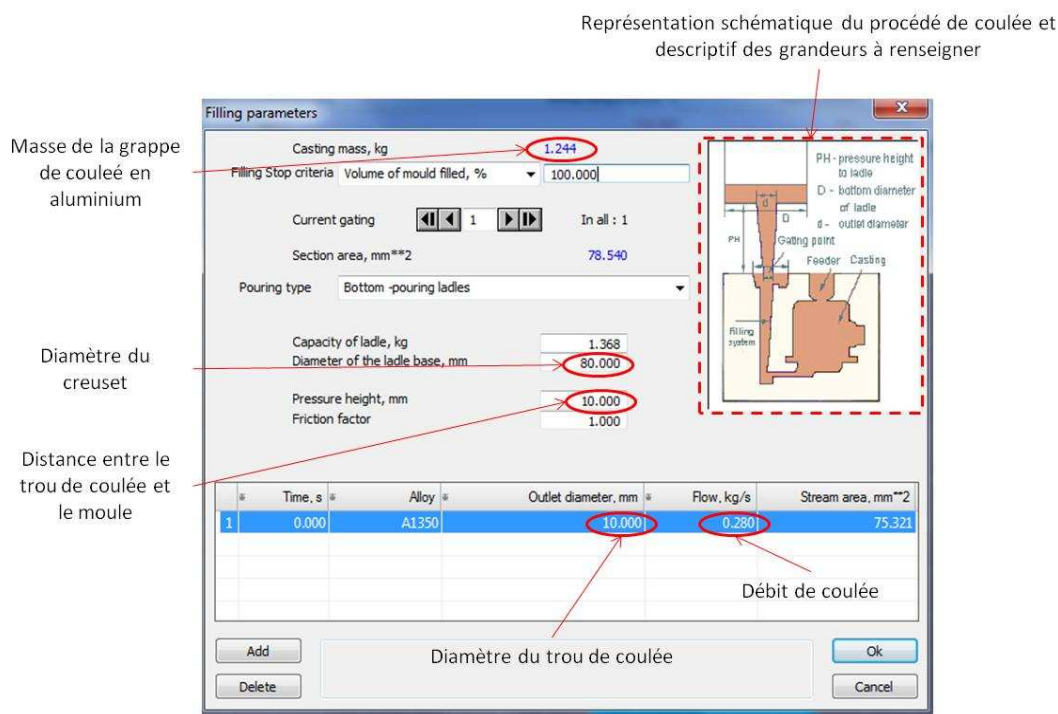 Représentation schématique du procédé de coulée et
descriptif des grandeurs à renseigner
Filling parameters
Masse de la grappe
de couleé en
aluminium
Casting mass, kg 1.244
Filling Stop criteria Volume of mould filled, % 100.000
Current gating 1 In all : 1
Section area, mm**2 78.540
Pouring type Bottom -pouring ladles
PH - pressure height
to ladle
D - bottom diameter
of ladle
d - outlet diameter
d
D
PH
Gating point
Feeder Casting
Filling
system
Diamètre du
creuset
Capacity of ladle, kg 1.368
Diameter of the ladle base, mm 80.000
Pressure height, mm 10.000
Friction factor 1.000
Distance entre le
trou de coulée et
le moule
Time, s Alloy Outlet diameter, mm Flow, kg/s Stream area, mm**2
1 0.000 A1350 10.000 0.280 75.321
Débit de coulée
Diamètre du trou de coulée
Add
Delete
Ok
Cancel